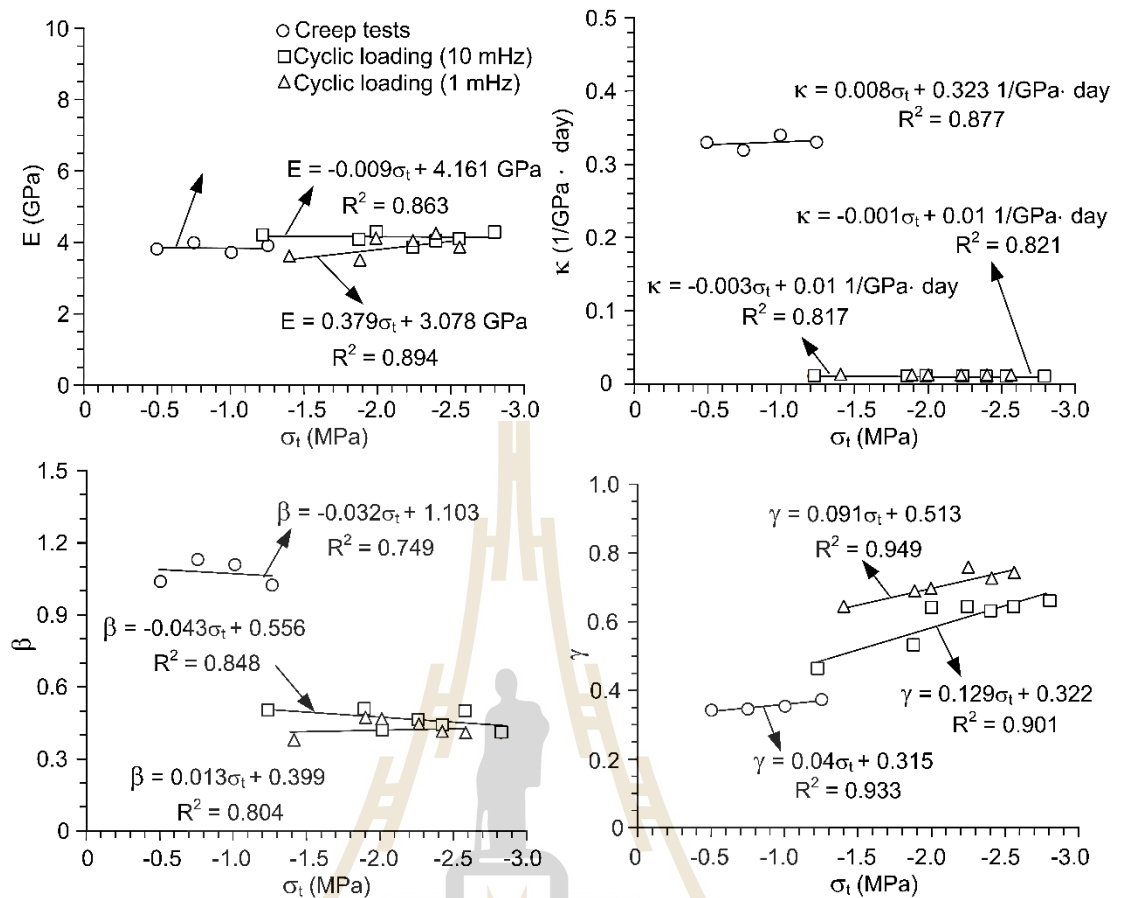 E (GPa)
10
8
6
4
2
0
0 -0.5 -1.0 -1.5 -2.0 -2.5 -3.0
σt (MPa)
Creep tests
Cyclic loading (10 mHz)
Cyclic loading (1 mHz)
E = -0.009σt + 4.161 GPa
R² = 0.863
E = 0.379σt + 3.078 GPa
R² = 0.894
κ (1/GPa · day)
0.5
0.4
0.3
0.2
0.1
0
0 -0.5 -1.0 -1.5 -2.0 -2.5 -3.0
σt (MPa)
κ = 0.008σt + 0.323 1/GPa· day
R² = 0.877
κ = -0.001σt + 0.01 1/GPa· day
R² = 0.821
κ = -0.003σt + 0.01 1/GPa· day
R² = 0.817
β
1.5
1.2
0.9
0.6
0.3
0
0 -0.5 -1.0 -1.5 -2.0 -2.5 -3.0
σt (MPa)
β = -0.032σt + 1.103
R² = 0.749
β = -0.043σt + 0.556
R² = 0.848
β = 0.013σt + 0.399
R² = 0.804
γ
1.0
0.8
0.6
0.4
0.2
0
0 -0.5 -1.0 -1.5 -2.0 -2.5 -3.0
σt (MPa)
γ = 0.091σt + 0.513
R² = 0.949
γ = 0.129σt + 0.322
R² = 0.901
γ = 0.04σt + 0.315
R² = 0.933